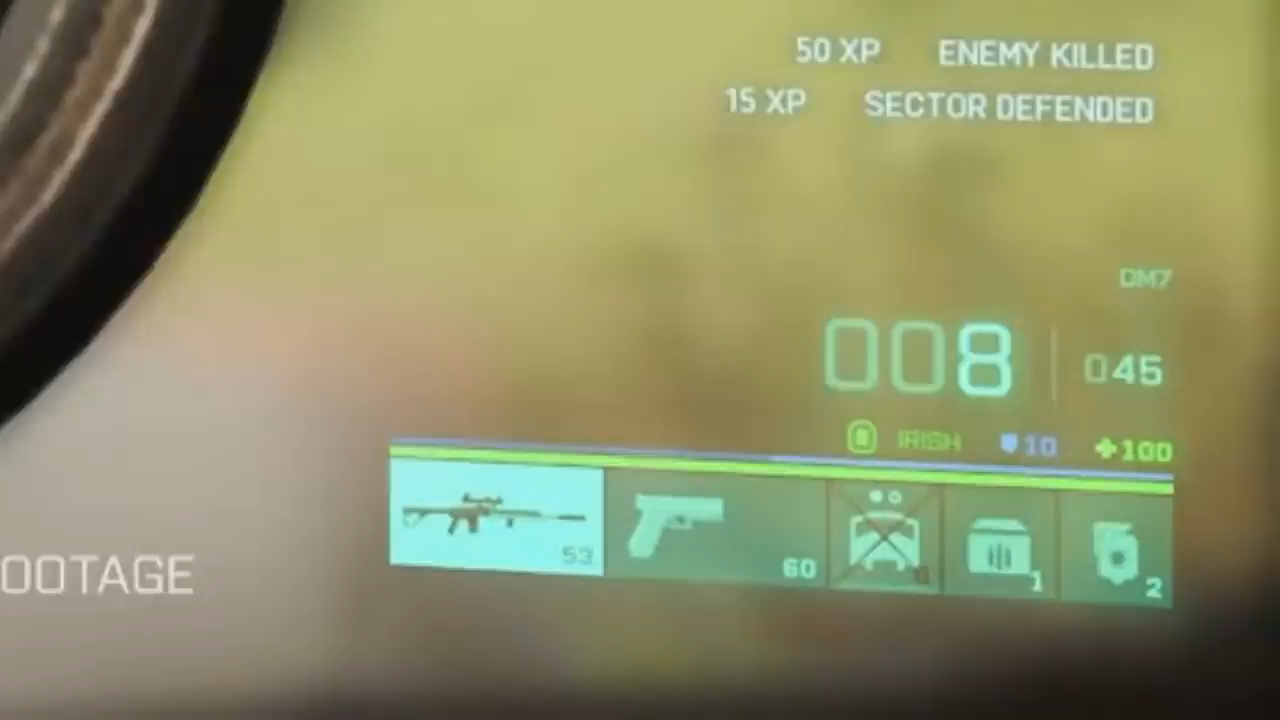 50 XP ENEMY KILLED
15 XP SECTOR DEFENDED
DM7
008 045
IRISH 10 +100
53 60 1 2
OOTAGE